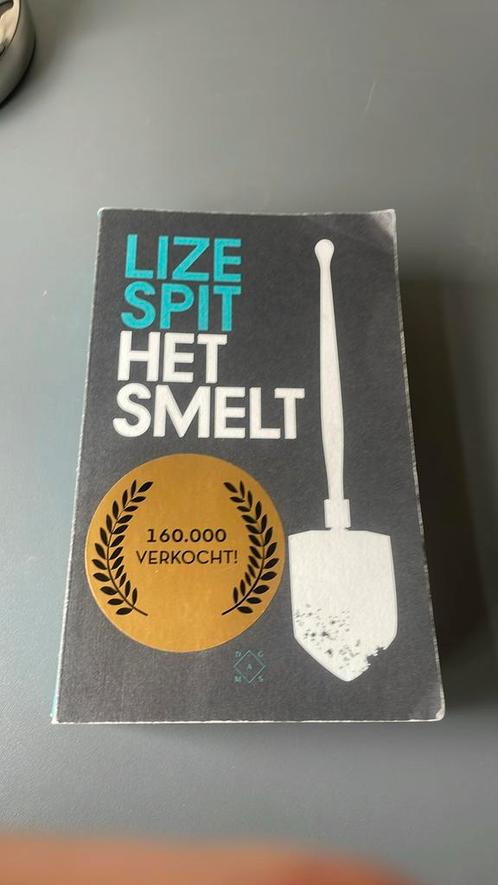 LIZE
SPIT
HET
SMELT
160.000
VERKOCHT!
D G
A
M S